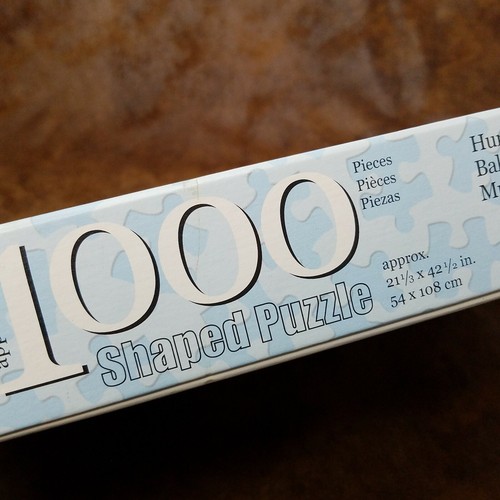 1000
Pieces
Pièces
Piezas
Shaped Puzzle
approx.
21 1/3 x 42 1/2 in.
54 x 108 cm